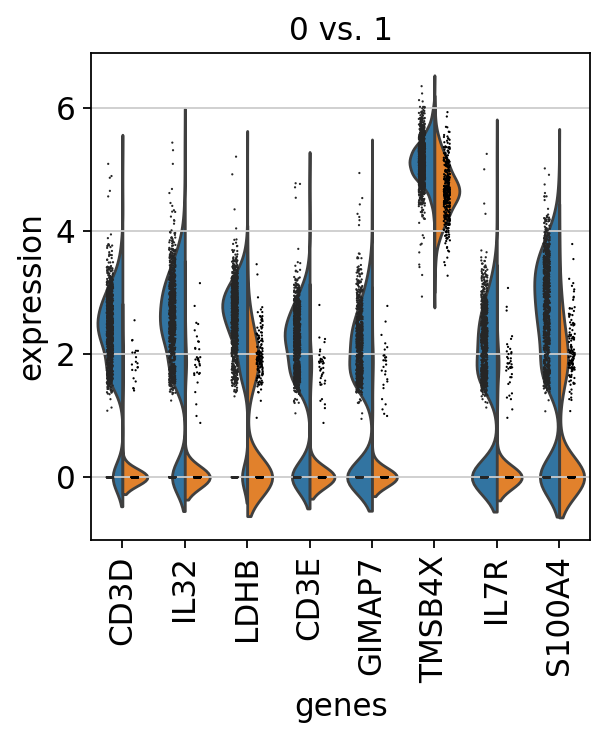 0 vs. 1
expression
6
4
2
0
CD3D
IL32
LDHB
CD3E
GIMAP7
TMSB4X
IL7R
S100A4
genes